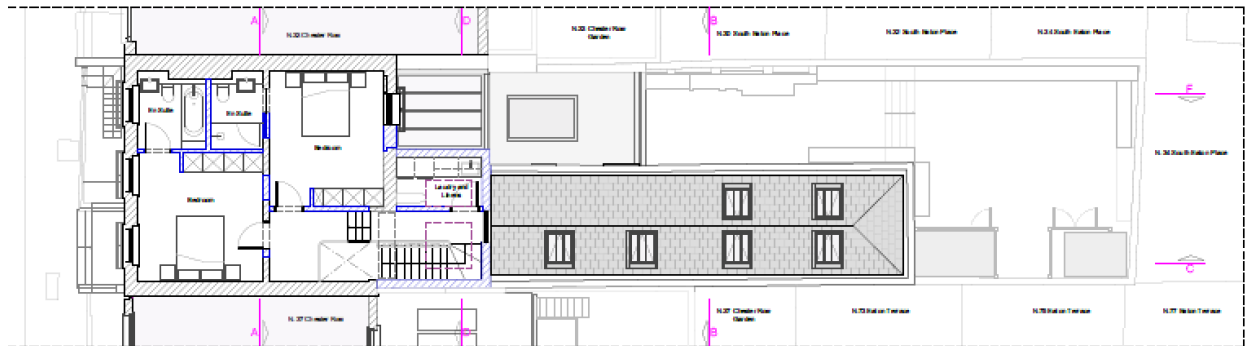 A
D
B
N.32 Chester Row
N.33 Chester Row
Garden
N.30 South Eaton Place
N.32 South Eaton Place
N.34 South Eaton Place
F
En Suite
En Suite
Bedroom
N.36 South Eaton Place
Laundry and
Linens
Bedroom
C
A
D
B
N.37 Chester Row
N.37 Chester Row
Garden
N.73 Eaton Terrace
N.75 Eaton Terrace
N.77 Eaton Terrace